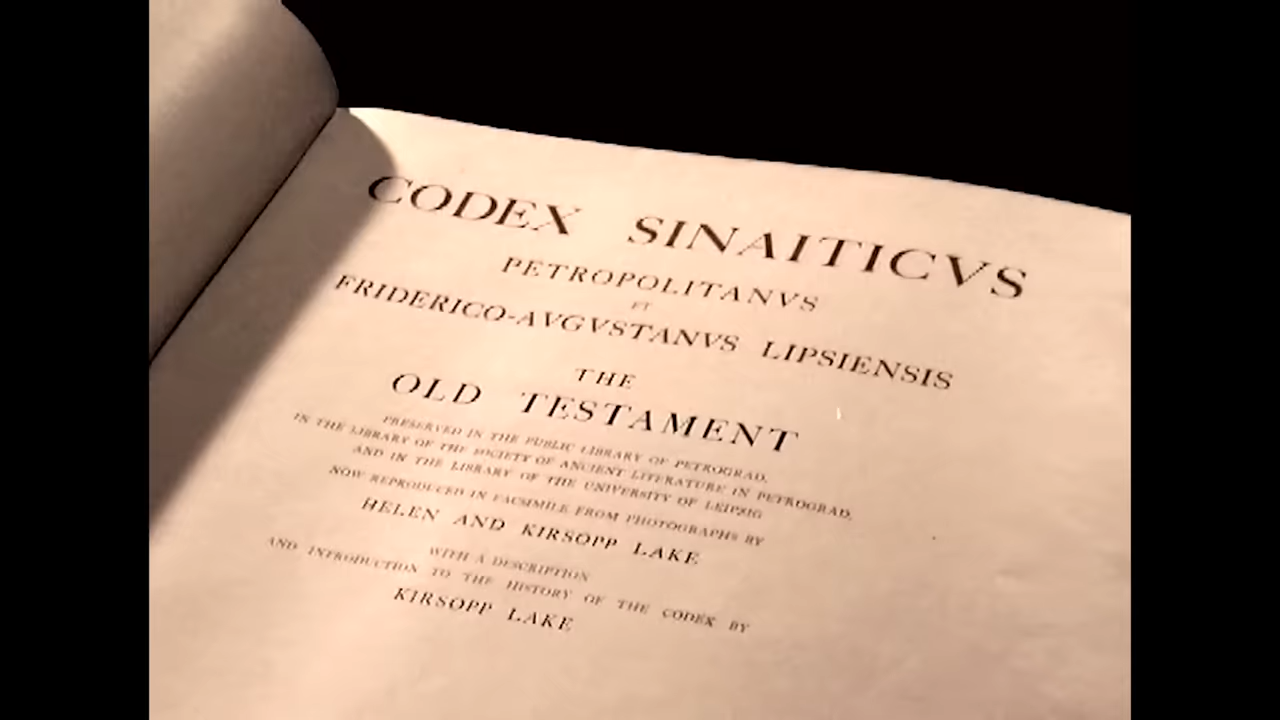 CODEX SINAITICVS
PETROPOLITANVS
ET
FRIDERICO-AVGVSTANVS LIPSIENSIS
THE
OLD TESTAMENT
PRESERVED IN THE PUBLIC LIBRARY OF PETROGRAD,
IN THE LIBRARY OF THE SOCIETY OF ANCIENT LITERATURE IN PETROGRAD,
AND IN THE LIBRARY OF THE UNIVERSITY OF LEIPZIG
NOW REPRODUCED IN FACSIMILE FROM PHOTOGRAPHS BY
HELEN AND KIRSOPP LAKE
WITH A DESCRIPTION
AND INTRODUCTION TO THE HISTORY OF THE CODEX BY
KIRSOPP LAKE